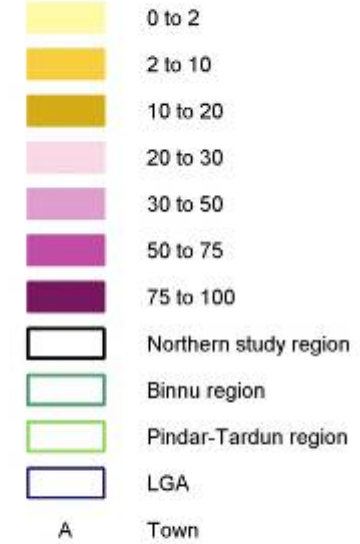 0 to 2
2 to 10
10 to 20
20 to 30
30 to 50
50 to 75
75 to 100
Northern study region
Binnu region
Pindar-Tardun region
LGA
A Town